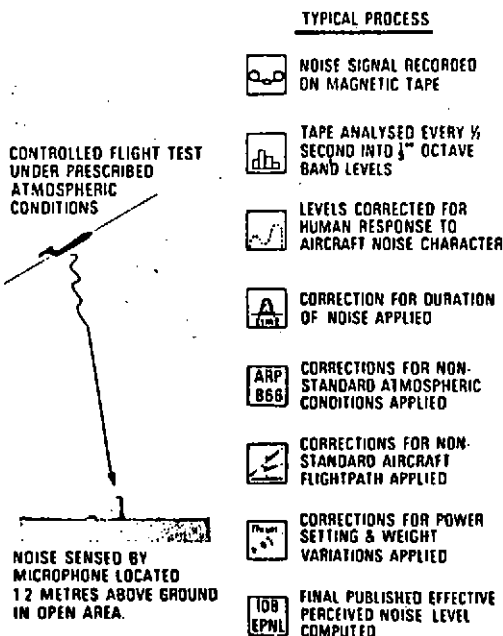 TYPICAL PROCESS
NOISE SIGNAL RECORDED
ON MAGNETIC TAPE
TAPE ANALYSED EVERY ½
SECOND INTO ⅓" OCTAVE
BAND LEVELS
CONTROLLED FLIGHT TEST
UNDER PRESCRIBED
ATMOSPHERIC
CONDITIONS
LEVELS CORRECTED FOR
HUMAN RESPONSE TO
AIRCRAFT NOISE CHARACTER
CORRECTION FOR DURATION
OF NOISE APPLIED
ARP
866
CORRECTIONS FOR NON-
STANDARD ATMOSPHERIC
CONDITIONS APPLIED
CORRECTIONS FOR NON-
STANDARD AIRCRAFT
FLIGHTPATH APPLIED
CORRECTIONS FOR POWER
SETTING & WEIGHT
VARIATIONS APPLIED
NOISE SENSED BY
MICROPHONE LOCATED
12 METRES ABOVE GROUND
IN OPEN AREA.
108
EPNL
FINAL PUBLISHED EFFECTIVE
PERCEIVED NOISE LEVEL
COMPUTED